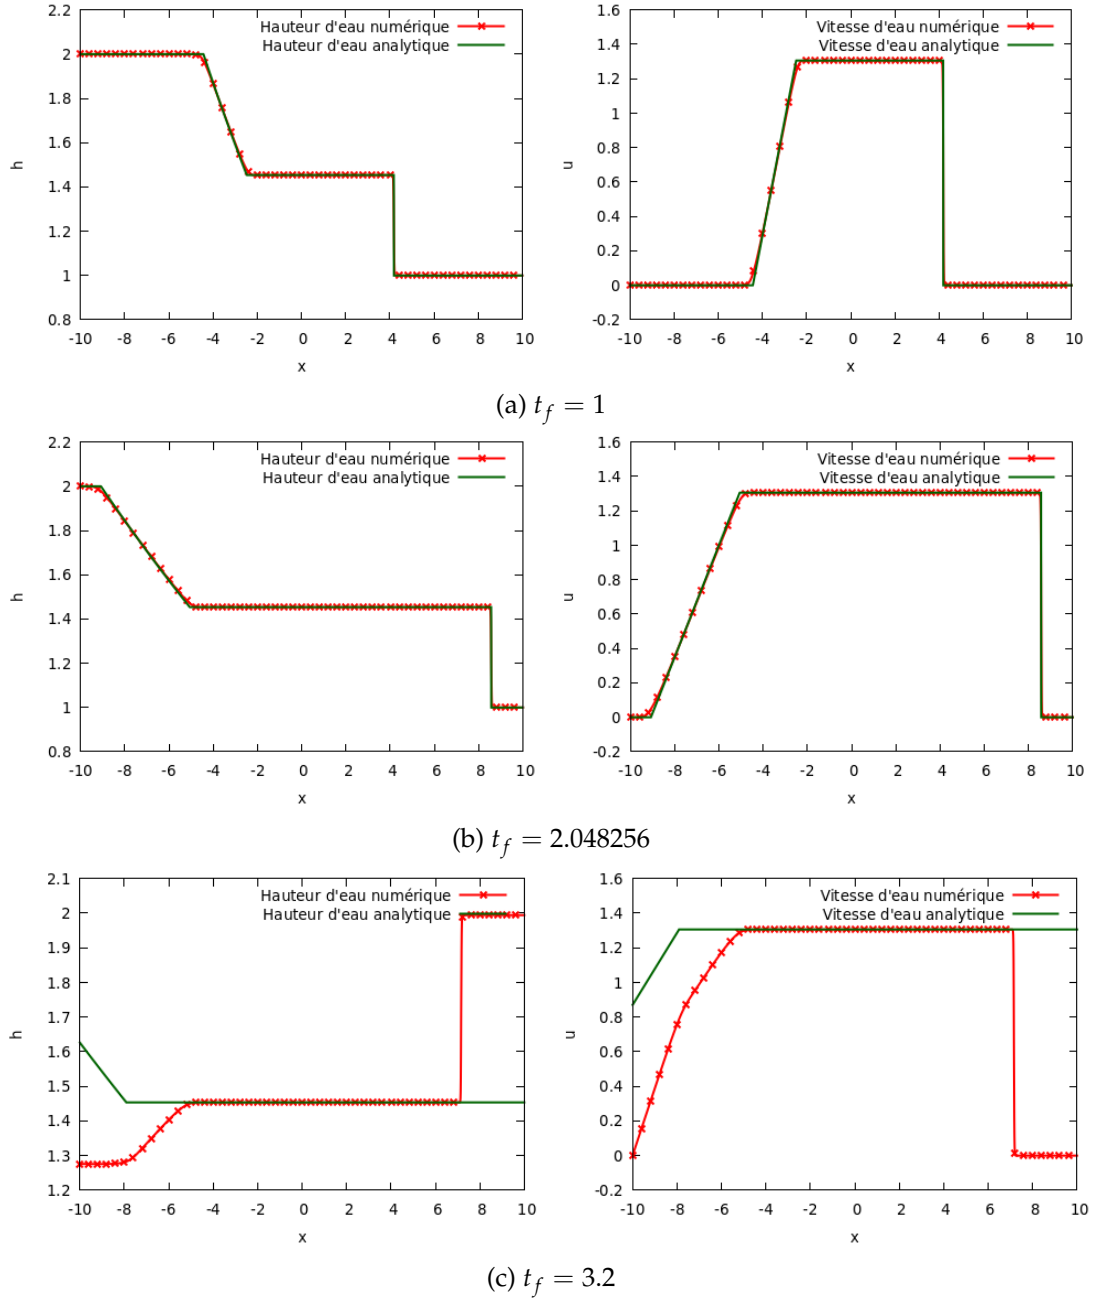 Hauteur d'eau numérique
Hauteur d'eau analytique
h
2.2
2
1.8
1.6
1.4
1.2
1
0.8
-10 -8 -6 -4 -2 0 2 4 6 8 10
x
Vitesse d'eau numérique
Vitesse d'eau analytique
u
1.6
1.4
1.2
1
0.8
0.6
0.4
0.2
0
-0.2
-10 -8 -6 -4 -2 0 2 4 6 8 10
x
(a) t_f = 1
Hauteur d'eau numérique
Hauteur d'eau analytique
h
2.2
2
1.8
1.6
1.4
1.2
1
0.8
-10 -8 -6 -4 -2 0 2 4 6 8 10
x
Vitesse d'eau numérique
Vitesse d'eau analytique
u
1.6
1.4
1.2
1
0.8
0.6
0.4
0.2
0
-0.2
-10 -8 -6 -4 -2 0 2 4 6 8 10
x
(b) t_f = 2.048256
Hauteur d'eau numérique
Hauteur d'eau analytique
h
2.1
2
1.9
1.8
1.7
1.6
1.5
1.4
1.3
1.2
-10 -8 -6 -4 -2 0 2 4 6 8 10
x
Vitesse d'eau numérique
Vitesse d'eau analytique
u
1.6
1.4
1.2
1
0.8
0.6
0.4
0.2
0
-0.2
-10 -8 -6 -4 -2 0 2 4 6 8 10
x
(c) t_f = 3.2